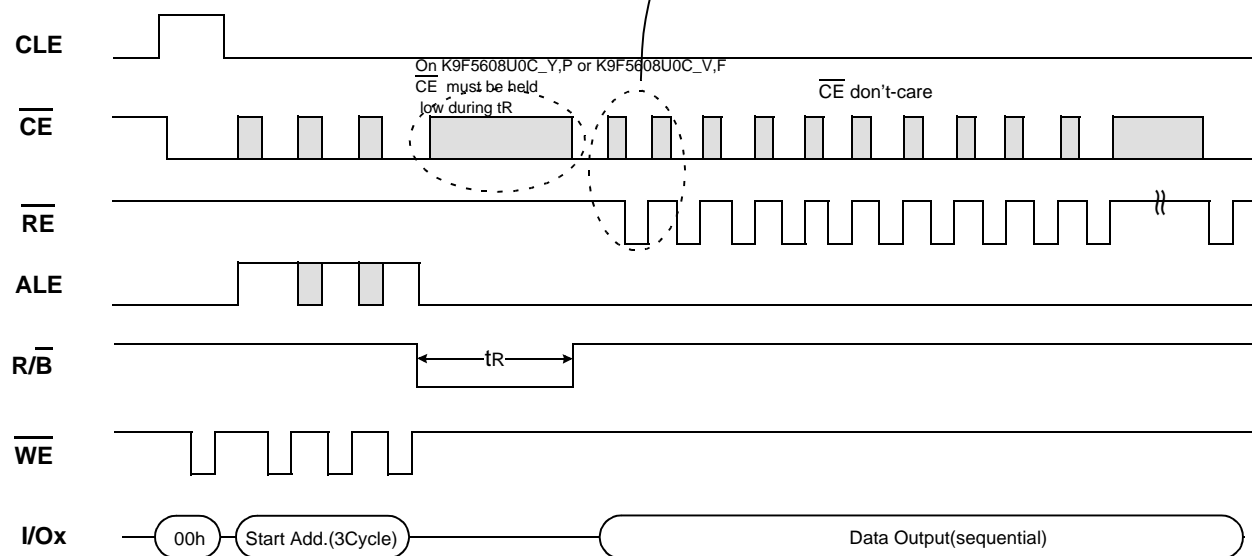 CLE
On K9F5608U0C_Y,P or K9F5608U0C_V,F
CE must be held
low during tR
CE don't-care
CE
RE
ALE
R/B
tR
WE
I/Ox
00h
Start Add.(3Cycle)
Data Output(sequential)